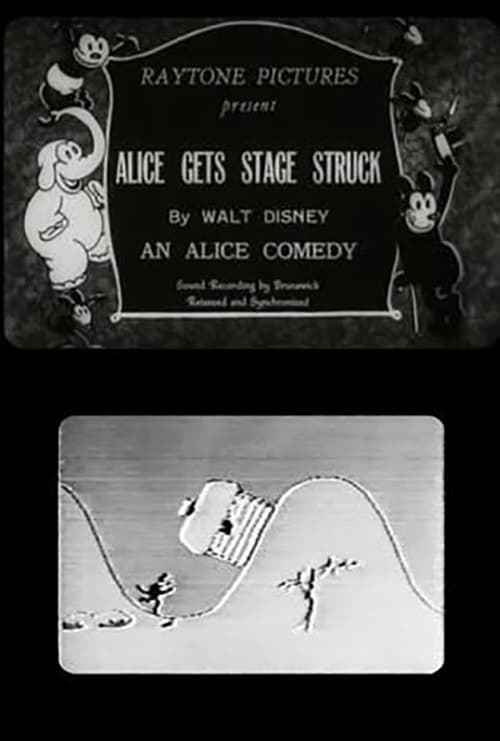 RAYTONE PICTURES
present
ALICE GETS STAGE STRUCK
By WALT DISNEY
AN ALICE COMEDY
Sound Recording by Brunswick
Retinted and Synchronized